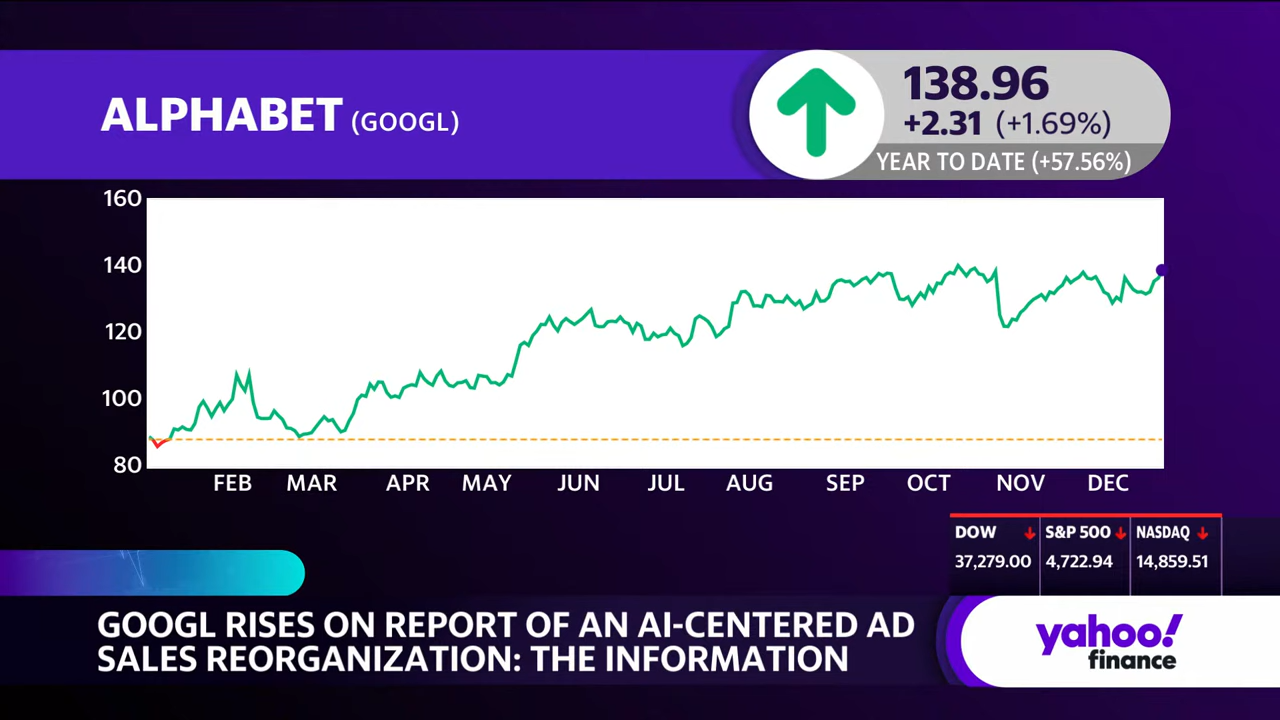 ALPHABET (GOOGL)
138.96
+2.31 (+1.69%)
YEAR TO DATE (+57.56%)
160
140
120
100
80
FEB MAR APR MAY JUN JUL AUG SEP OCT NOV DEC
DOW S&P 500 NASDAQ
37,279.00 4,722.94 14,859.51
GOOGL RISES ON REPORT OF AN AI-CENTERED AD
SALES REORGANIZATION: THE INFORMATION
yahoo!
finance